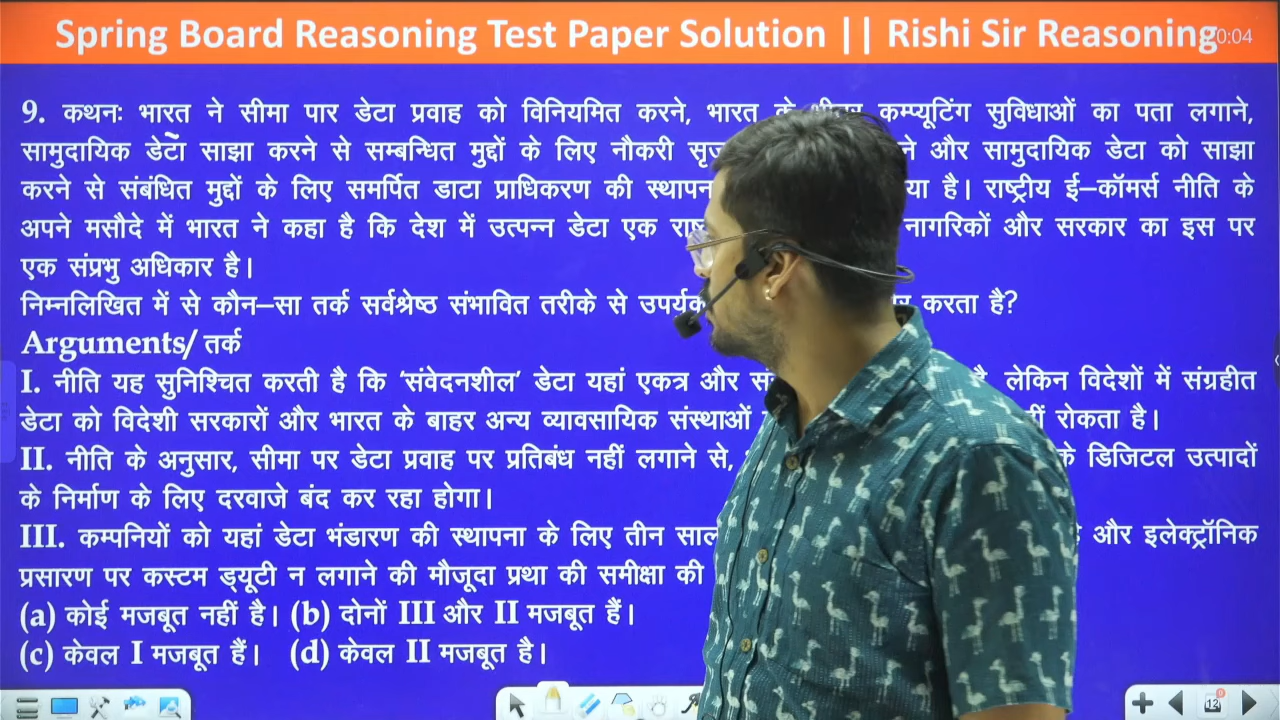 Spring Board Reasoning Test Paper Solution || Rishi Sir Reasoning
0:04
9. कथनः भारत ने सीमा पार डेटा प्रवाह को विनियमित करने, भारत के कम्प्यूटिंग सुविधाओं का पता लगाने,
सामुदायिक डेटा साझा करने से सम्बन्धित मुद्दों के लिए नौकरी और सामुदायिक डेटा को साझा
करने से संबंधित मुद्दों के लिए समर्पित डाटा प्राधिकरण की है। राष्ट्रीय ई–कॉमर्स नीति के
अपने मसौदे में भारत ने कहा है कि देश में उत्पन्न डेटा एक नागरिकों और सरकार का इस पर
एक संप्रभु अधिकार है।
निम्नलिखित में से कौन–सा तर्क सर्वश्रेष्ठ संभावित तरीके से करता है?
Arguments/ तर्क
I. नीति यह सुनिश्चित करती है कि 'संवेदनशील' डेटा यहां एकत्र और है, लेकिन विदेशों में संग्रहीत
डेटा को विदेशी सरकारों और भारत के बाहर अन्य व्यावसायिक संस्थाओं रोकता है।
II. नीति के अनुसार, सीमा पर डेटा प्रवाह पर प्रतिबंध नहीं लगाने से, के डिजिटल उत्पादों
के निर्माण के लिए दरवाजे बंद कर रहा होगा।
III. कम्पनियों को यहां डेटा भंडारण की स्थापना के लिए तीन और इलेक्ट्रॉनिक
प्रसारण पर कस्टम ड्यूटी न लगाने की मौजूदा प्रथा की समीक्षा की
(a) कोई मजबूत नहीं है। (b) दोनों III और II मजबूत हैं।
(c) केवल I मजबूत हैं। (d) केवल II मजबूत है।
12